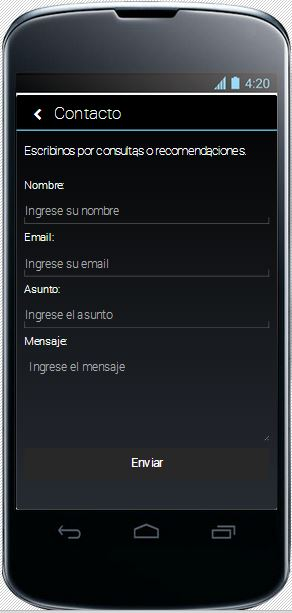 4:20
Contacto
Escribinos por consultas o recomendaciones.
Nombre:
Ingrese su nombre
Email:
Ingrese su email
Asunto:
Ingrese el asunto
Mensaje:
Ingrese el mensaje
Enviar